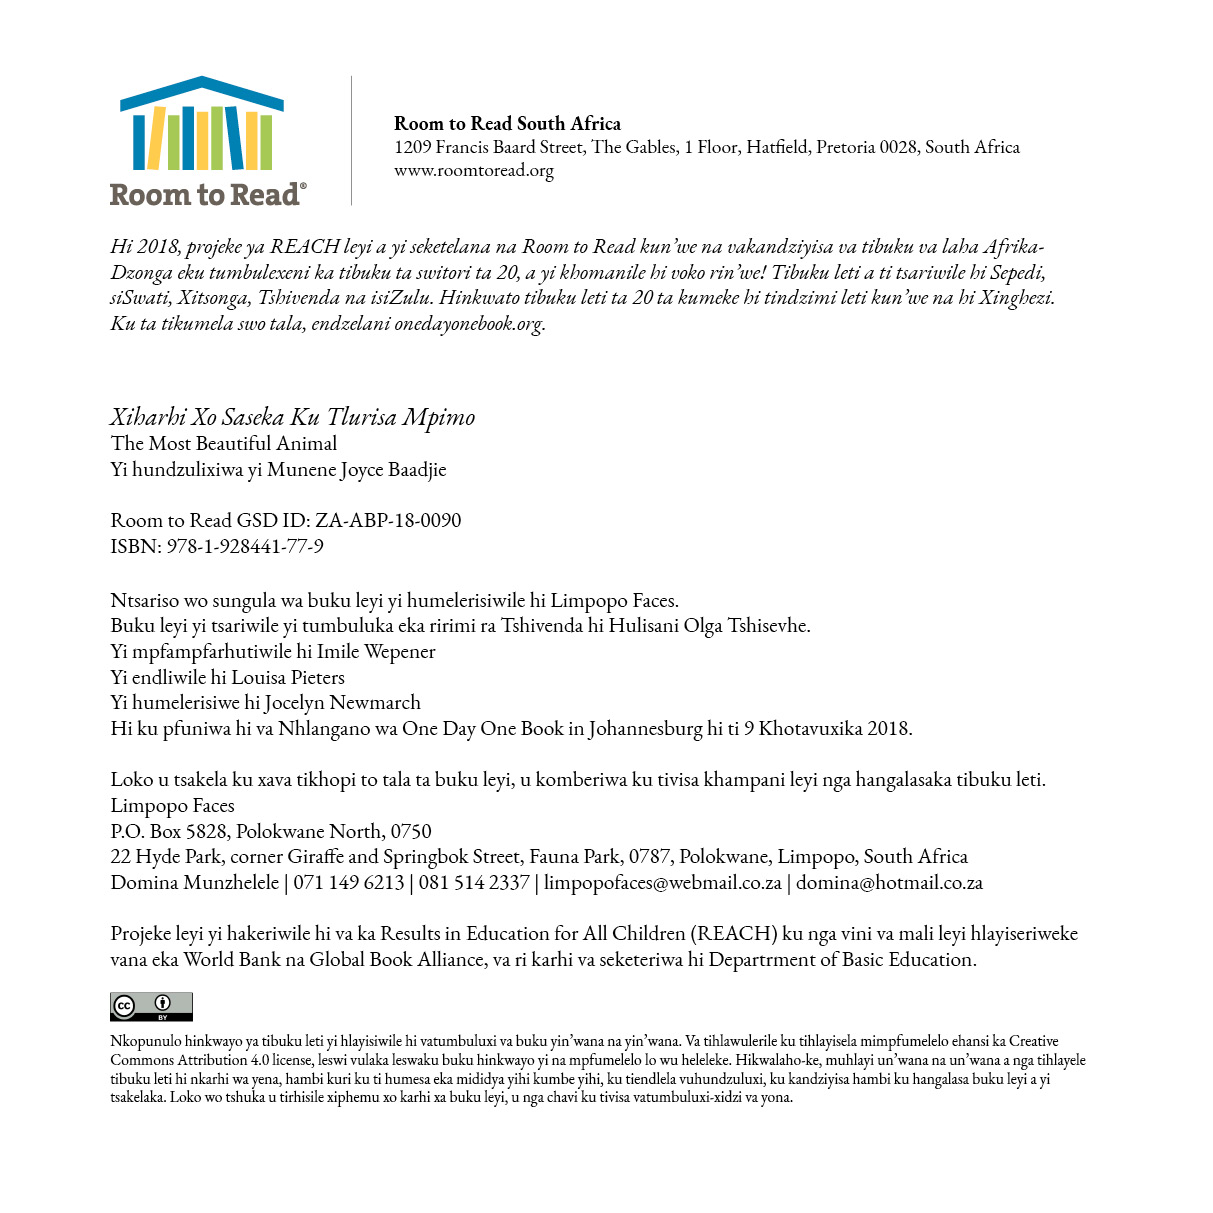 Room to Read®
Room to Read South Africa
1209 Francis Baard Street, The Gables, 1 Floor, Hatfield, Pretoria 0028, South Africa
www.roomtoread.org
Hi 2018, projeke ya REACH leyi a yi seketelana na Room to Read kun’we na vakandziyisa va tibuku va laha Afrika-
Dzonga eku tumbulexeni ka tibuku ta switori ta 20, a yi khomanile hi voko rin’we! Tibuku leti a ti tsariwile hi Sepedi,
siSwati, Xitsonga, Tshivenda na isiZulu. Hinkwato tibuku leti ta 20 ta kumeke hi tindzimi leti kun’we na hi Xinghezi.
Ku ta tikumela swo tala, endzelani onedayonebook.org.
Xiharhi Xo Saseka Ku Tlurisa Mpimo
The Most Beautiful Animal
Yi hundzulixiwa yi Munene Joyce Baadjie
Room to Read GSD ID: ZA-ABP-18-0090
ISBN: 978-1-928441-77-9
Ntsariso wo sungula wa buku leyi yi humelerisiwile hi Limpopo Faces.
Buku leyi yi tsariwile yi tumbuluka eka ririmi ra Tshivenda hi Hulisani Olga Tshisevhe.
Yi mpfampfarhutiwile hi Imile Wepener
Yi endliwile hi Louisa Pieters
Yi humelerisiwe hi Jocelyn Newmarch
Hi ku pfuniwa hi va Nhlangano wa One Day One Book in Johannesburg hi ti 9 Khotavuxika 2018.
Loko u tsakela ku xava tikhopi to tala ta buku leyi, u komberiwa ku tivisa khampani leyi nga hangalasaka tibuku leti.
Limpopo Faces
P.O. Box 5828, Polokwane North, 0750
22 Hyde Park, corner Giraffe and Springbok Street, Fauna Park, 0787, Polokwane, Limpopo, South Africa
Domina Munzhelele | 071 149 6213 | 081 514 2337 | limpopofaces@webmail.co.za | domina@hotmail.co.za
Projeke leyi yi hakeriwile hi va ka Results in Education for All Children (REACH) ku nga vini va mali leyi hlayiseriweke
vana eka World Bank na Global Book Alliance, va ri karhi va seketeriwa hi Departrment of Basic Education.
cc BY
Nkopunulo hinkwayo ya tibuku leti yi hlayisiwile hi vatumbuluxi va buku yin’wana na yin’wana. Va tihlawulerile ku tihlayisela mimpfumelelo ehansi ka Creative
Commons Attribution 4.0 license, leswi vulaka leswaku buku hinkwayo yi na mpfumelelo lo wu heleleke. Hikwalaho-ke, muhlayi un’wana na un’wana a nga tihlayele
tibuku leti hi nkarhi wa yena, hambi kuri ku ti humesa eka mididya yihi kumbe yihi, ku tiendlela vuhundzuluxi, ku kandziyisa hambi ku hangalasa buku leyi a yi
tsakelaka. Loko wo tshuka u tirhisile xiphemu xo karhi xa buku leyi, u nga chavi ku tivisa vatumbuluxi-xidzi va yona.